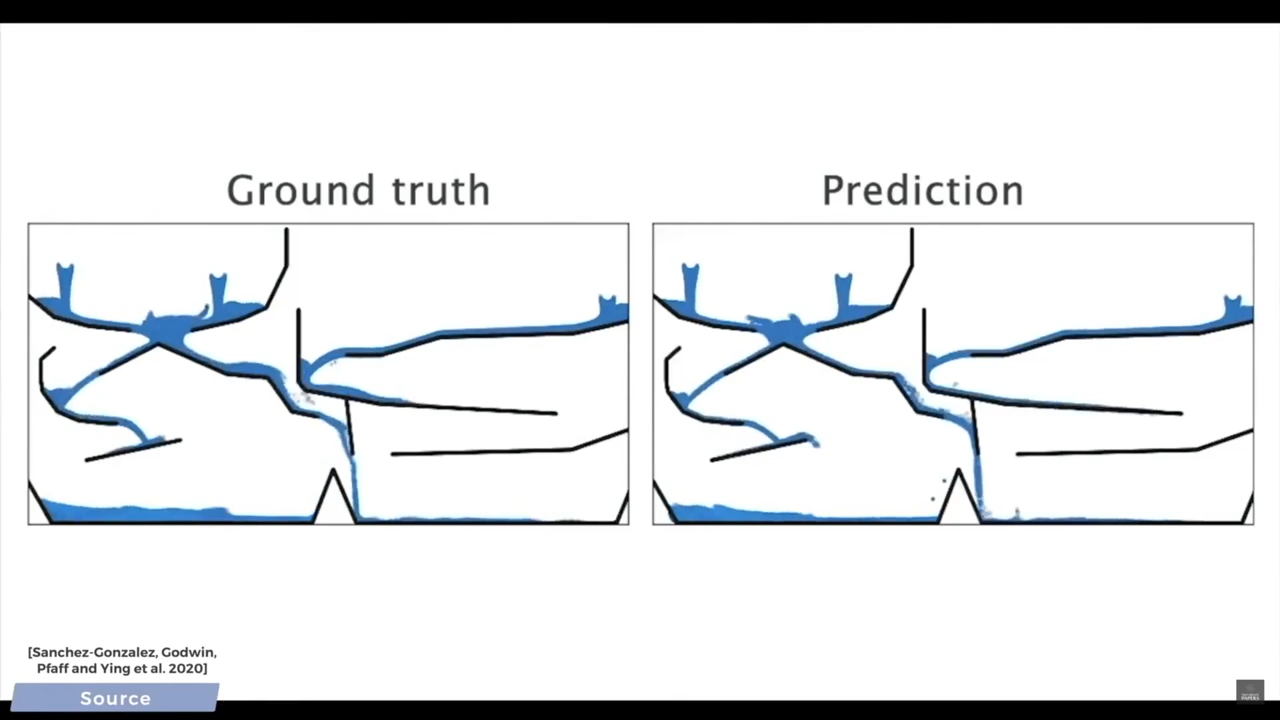 Ground truth
Prediction
[Sanchez-Gonzalez, Godwin,
Pfaff and Ying et al. 2020]
Source